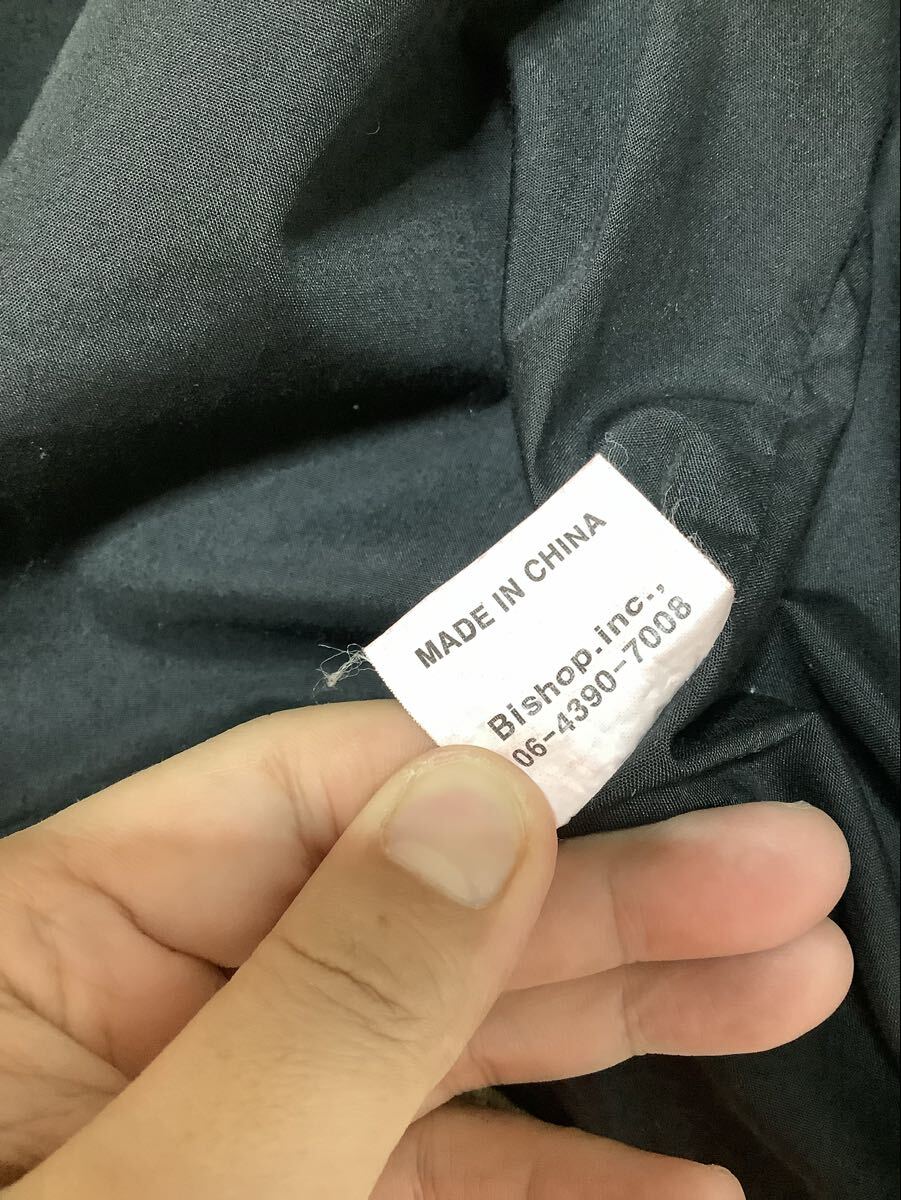 MADE IN CHINA
Bishop.inc.,
06-4390-7008